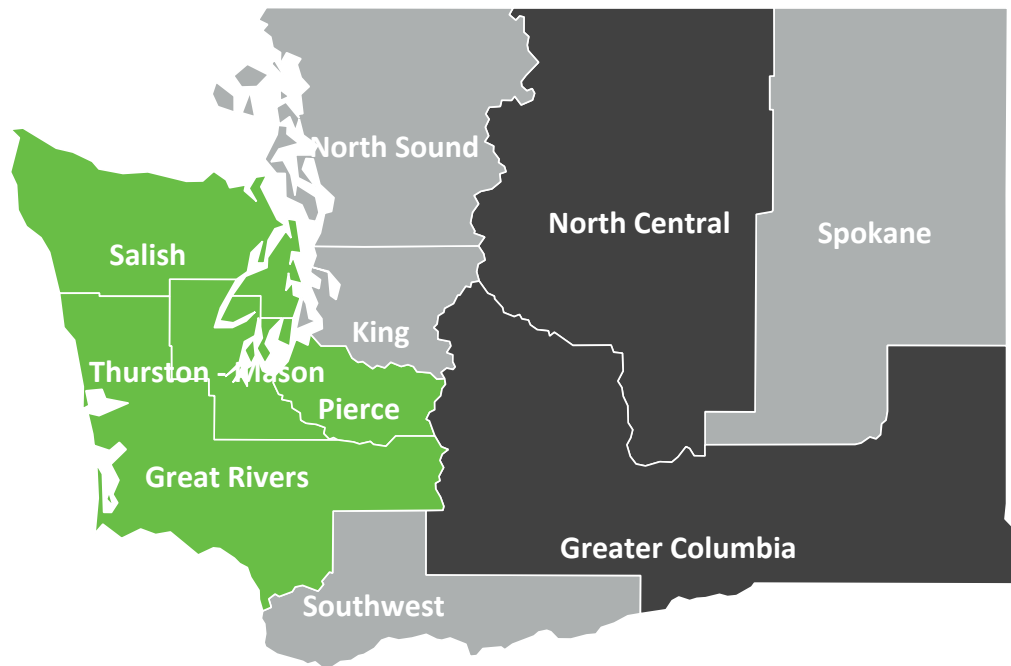 North Sound
North Central
Spokane
Salish
King
Thurston - Mason
Pierce
Great Rivers
Greater Columbia
Southwest